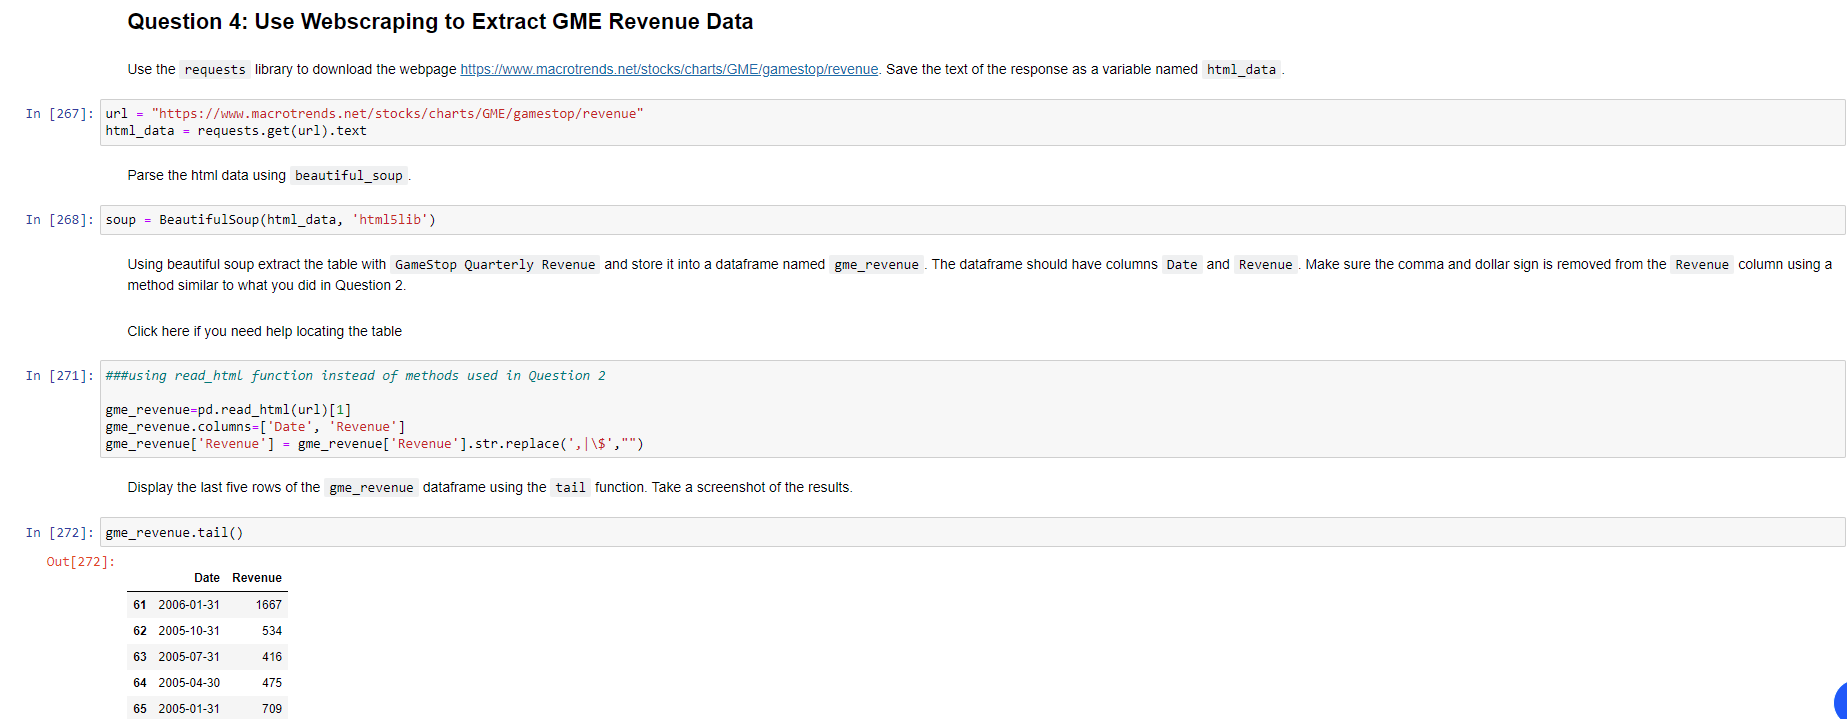 Question 4: Use Webscraping to Extract GME Revenue Data
Use the requests library to download the webpage https://www.macrotrends.net/stocks/charts/GME/gamestop/revenue. Save the text of the response as a variable named html_data .
In [267]: url = "https://www.macrotrends.net/stocks/charts/GME/gamestop/revenue"
html_data = requests.get(url).text
Parse the html data using beautiful_soup .
In [268]: soup = BeautifulSoup(html_data, 'html5lib')
Using beautiful soup extract the table with GameStop Quarterly Revenue and store it into a dataframe named gme_revenue . The dataframe should have columns Date and Revenue . Make sure the comma and dollar sign is removed from the Revenue column using a
method similar to what you did in Question 2.
Click here if you need help locating the table
In [271]: ###using read_html function instead of methods used in Question 2
gme_revenue=pd.read_html(url)[1]
gme_revenue.columns=['Date', 'Revenue']
gme_revenue['Revenue'] = gme_revenue['Revenue'].str.replace(',|\$',"")
Display the last five rows of the gme_revenue dataframe using the tail function. Take a screenshot of the results.
In [272]: gme_revenue.tail()
Out[272]:
Date Revenue
61 2006-01-31 1667
62 2005-10-31 534
63 2005-07-31 416
64 2005-04-30 475
65 2005-01-31 709